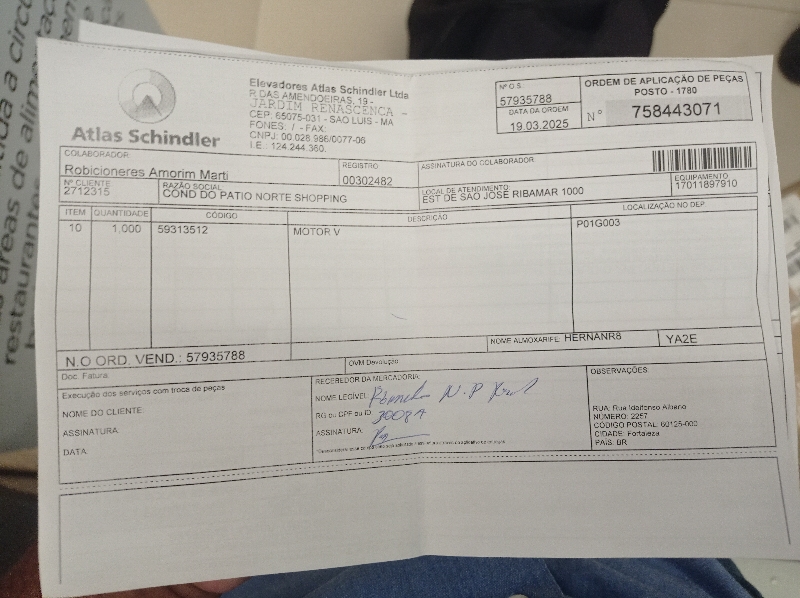 Atlas Schindler
Elevadores Atlas Schindler Ltda
R DAS AMENDOEIRAS, 19 -
JARDIM RENASCENCA -
CEP: 65075-031 - SAO LUIS - MA
FONES: / - FAX:
CNPJ: 00.028.986/0077-06
I.E.: 124.244.360.
Nº O.S.
57935788
DATA DA ORDEM
19.03.2025
ORDEM DE APLICAÇÃO DE PEÇAS
POSTO - 1780
Nº 758443071
COLABORADOR:
Robicioneres Amorim Marti
REGISTRO
00302482
ASSINATURA DO COLABORADOR
Nº CLIENTE
2712315
RAZÃO SOCIAL
COND DO PATIO NORTE SHOPPING
LOCAL DE ATENDIMENTO:
EST DE SAO JOSE RIBAMAR 1000
EQUIPAMENTO
17011897910
ITEM QUANTIDADE CÓDIGO DESCRIÇÃO LOCALIZAÇÃO NO DEP.
10 1,000 59313512 MOTOR V P01G003
NOME ALMOXARIFE: HERNANR8 YA2E
N.O ORD. VEND.: 57935788
OVM Devolução
Doc. Fatura:
Execução dos serviços com troca de peças
NOME DO CLIENTE:
ASSINATURA:
DATA:
RECEBEDOR DA MERCADORIA
NOME LEGÍVEL:
RG ou CPF ou ID: 3008A
ASSINATURA:
OBSERVAÇÕES
RUA: Rua Idelfonso Albano
NÚMERO: 2257
CÓDIGO POSTAL: 60125-000
CIDADE: Fortaleza
PAIS: BR